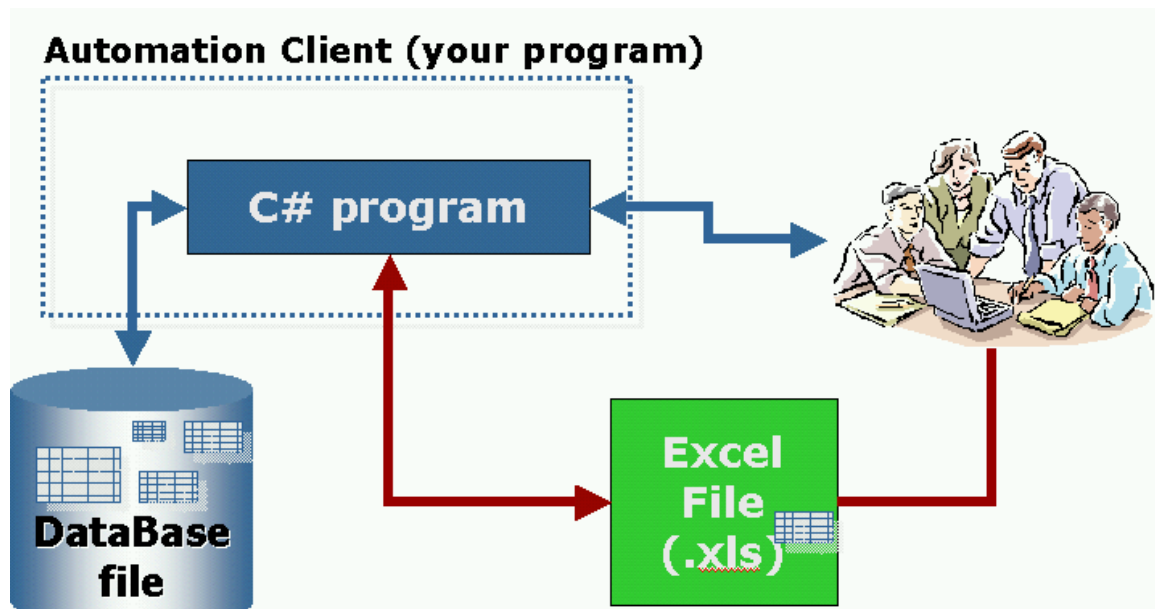 Automation Client (your program)
C# program
Excel
File
(.xls)
DataBase
file